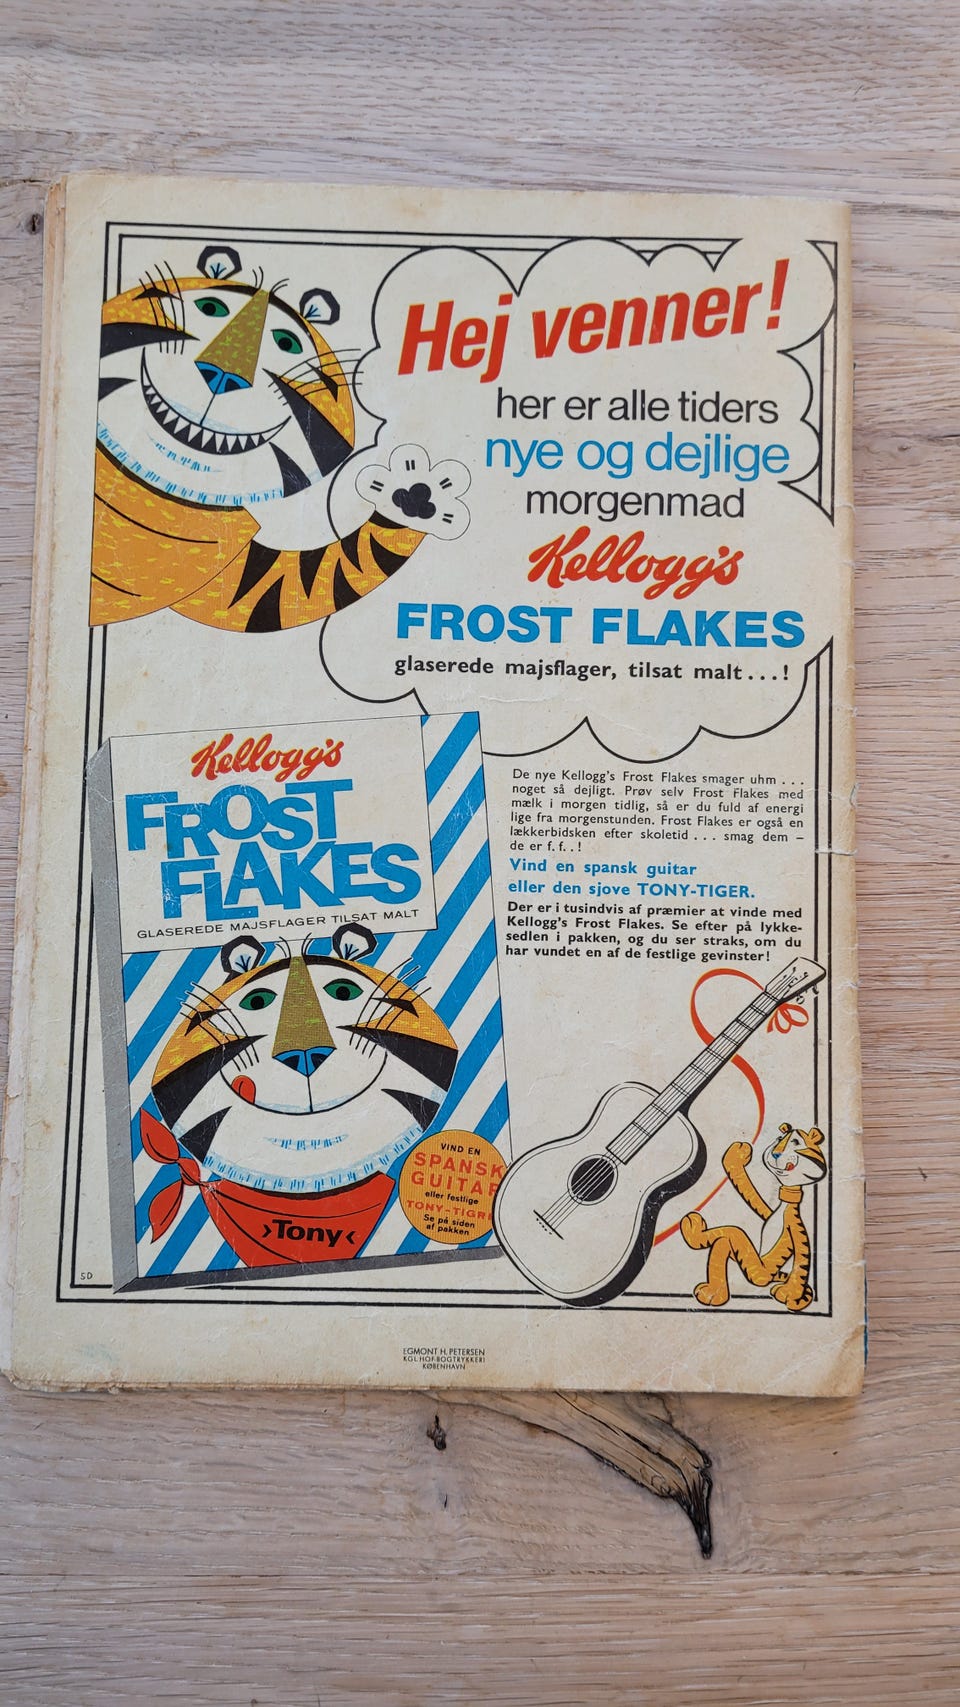 Hej venner!
her er alle tiders
nye og dejlige
morgenmad
Kellogg's
FROST FLAKES
glaserede majsflager, tilsat malt...!
Kellogg's
FROST
FLAKES
GLASEREDE MAJSFLAGER TILSAT MALT
VIND EN
SPANSK
GUITAR
eller festlige
TONY-TIGRE
Se på siden
af pakken
›Tony‹
De nye Kellogg's Frost Flakes smager uhm ...
noget så dejligt. Prøv selv Frost Flakes med
mælk i morgen tidlig, så er du fuld af energi
lige fra morgenstunden. Frost Flakes er også en
lækkerbidsken efter skoletid ... smag dem –
de er f.f..!
Vind en spansk guitar
eller den sjove TONY-TIGER.
Der er i tusindvis af præmier at vinde med
Kellogg's Frost Flakes. Se efter på lykke-
sedlen i pakken, og du ser straks, om du
har vundet en af de festlige gevinster!
SD
EGMONT H. PETERSEN
KGL. HOF-BOGTRYKKERI
KØBENHAVN